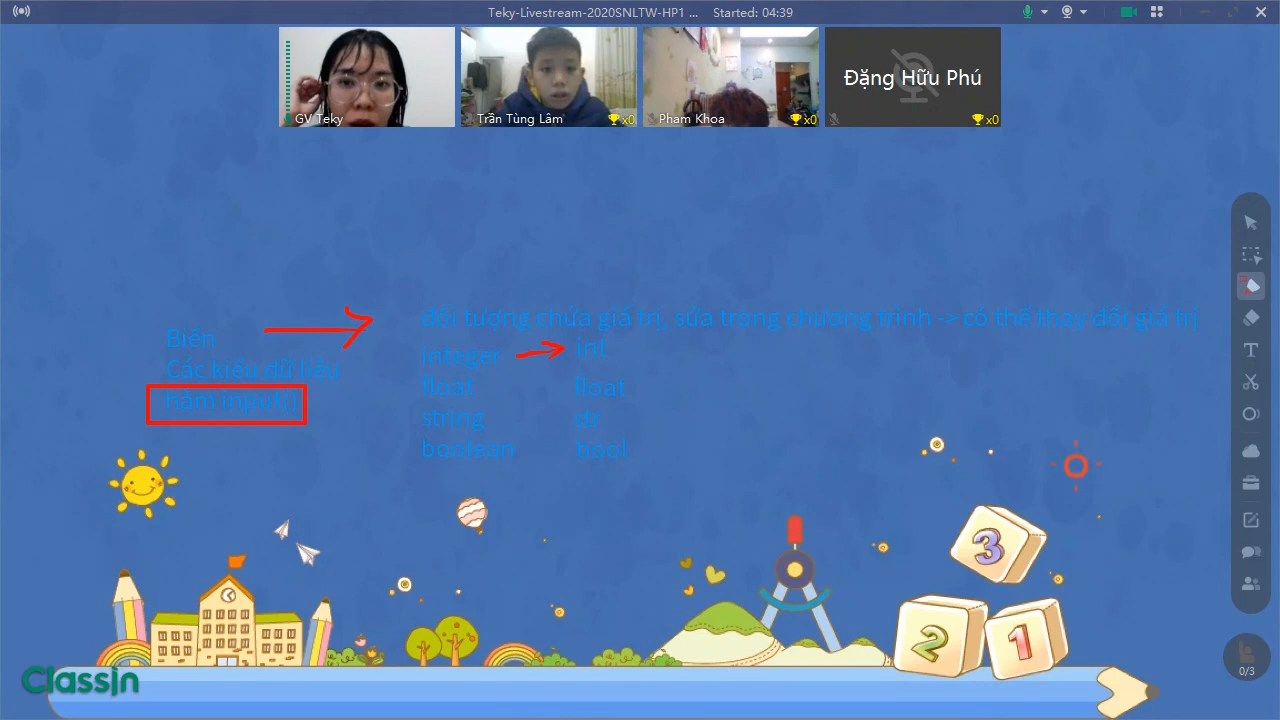 Teky-Livestream-2020SNLTW-HP1 ... Started: 04:39
GV Teky
Trần Tùng Lâm
x0
Pham Khoa
x0
Đặng Hữu Phú
x0
đối tượng chứa giá trị, sửa trong chương trình -> có thể thay đổi giá trị
Biến
integer
int
Các kiểu dữ liệu
float
float
hàm input()
string
str
boolean
bool
3
2
1
ClassIn
0/3